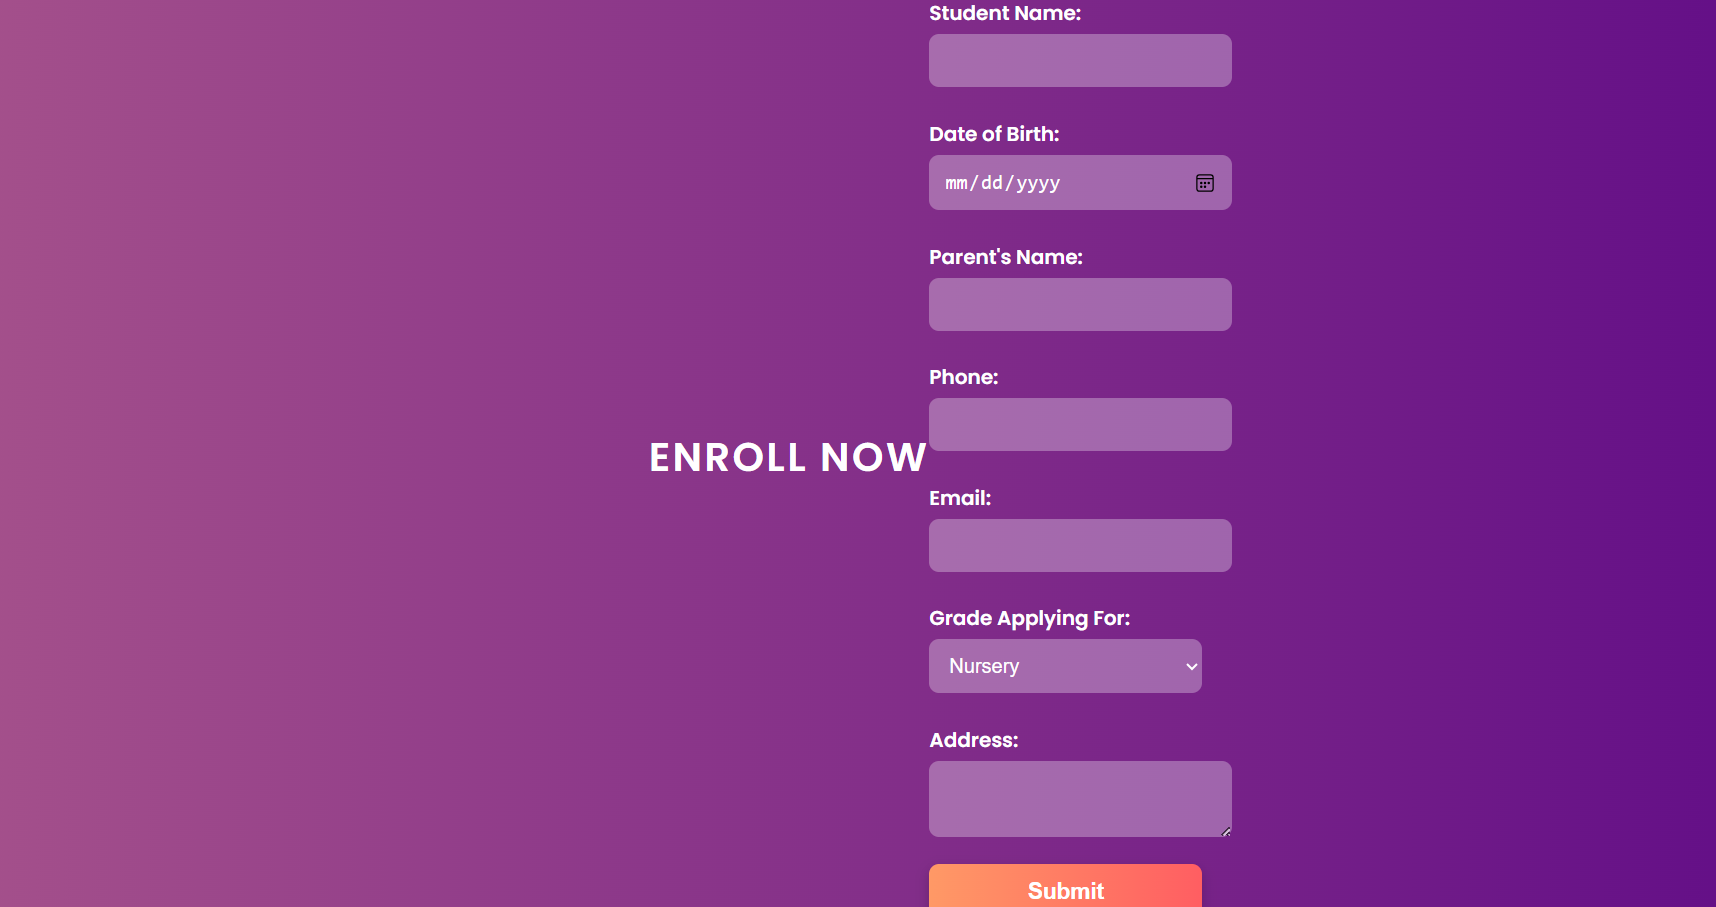 Student Name:
Date of Birth:
mm/dd/yyyy
Parent's Name:
Phone:
ENROLL NOW
Email:
Grade Applying For:
Nursery
Address:
Submit